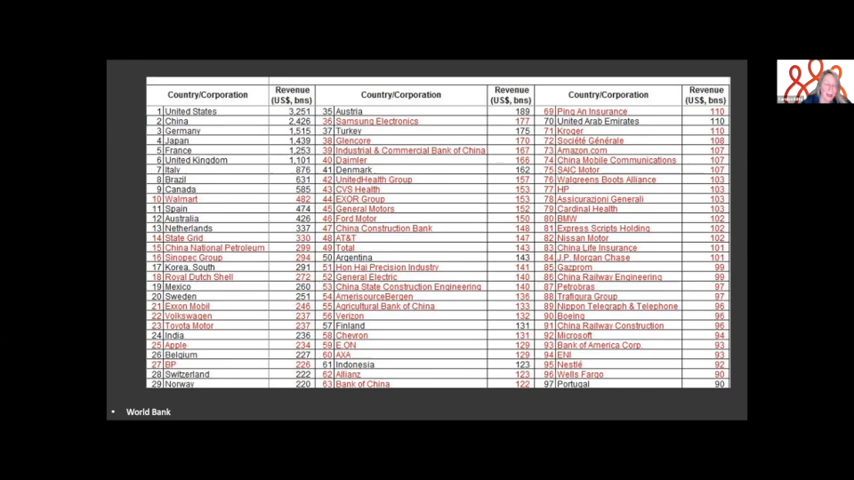 Country/Corporation Revenue (US$, bns) Country/Corporation Revenue (US$, bns) Country/Corporation Revenue (US$, bns)
1 United States 3,251 35 Austria 189 69 Ping An Insurance 110
2 China 2,426 36 Samsung Electronics 177 70 United Arab Emirates 110
3 Germany 1,515 37 Turkey 175 71 Kroger 110
4 Japan 1,439 38 Glencore 170 72 Société Générale 108
5 France 1,253 39 Industrial & Commercial Bank of China 167 73 Amazon.com 107
6 United Kingdom 1,101 40 Daimler 166 74 China Mobile Communications 107
7 Italy 876 41 Denmark 162 75 SAIC Motor 107
8 Brazil 631 42 UnitedHealth Group 157 76 Walgreens Boots Alliance 103
9 Canada 585 43 CVS Health 153 77 HP 103
10 Walmart 482 44 EXOR Group 153 78 Assicurazioni Generali 103
11 Spain 474 45 General Motors 152 79 Cardinal Health 103
12 Australia 426 46 Ford Motor 150 80 BMW 102
13 Netherlands 337 47 China Construction Bank 148 81 Express Scripts Holding 102
14 State Grid 330 48 AT&T 147 82 Nissan Motor 101
15 China National Petroleum 299 49 Total 143 83 China Life Insurance 101
16 Sinopec Group 294 50 Argentina 143 84 J.P. Morgan Chase 101
17 Korea, South 291 51 Hon Hai Precision Industry 141 85 Gazprom 99
18 Royal Dutch Shell 272 52 General Electric 140 86 China Railway Engineering 99
19 Mexico 260 53 China State Construction Engineering 140 87 Petrobras 97
20 Sweden 251 54 AmerisourceBergen 136 88 Trafigura Group 97
21 Exxon Mobil 246 55 Agricultural Bank of China 133 89 Nippon Telegraph & Telephone 96
22 Volkswagen 237 56 Verizon 132 90 Boeing 96
23 Toyota Motor 237 57 Finland 131 91 China Railway Construction 96
24 India 236 58 Chevron 131 92 Microsoft 94
25 Apple 234 59 E.ON 129 93 Bank of America Corp. 93
26 Belgium 227 60 AXA 129 94 ENI 93
27 BP 226 61 Indonesia 123 95 Nestlé 92
28 Switzerland 222 62 Allianz 123 96 Wells Fargo 90
29 Norway 220 63 Bank of China 122 97 Portugal 90
• World Bank